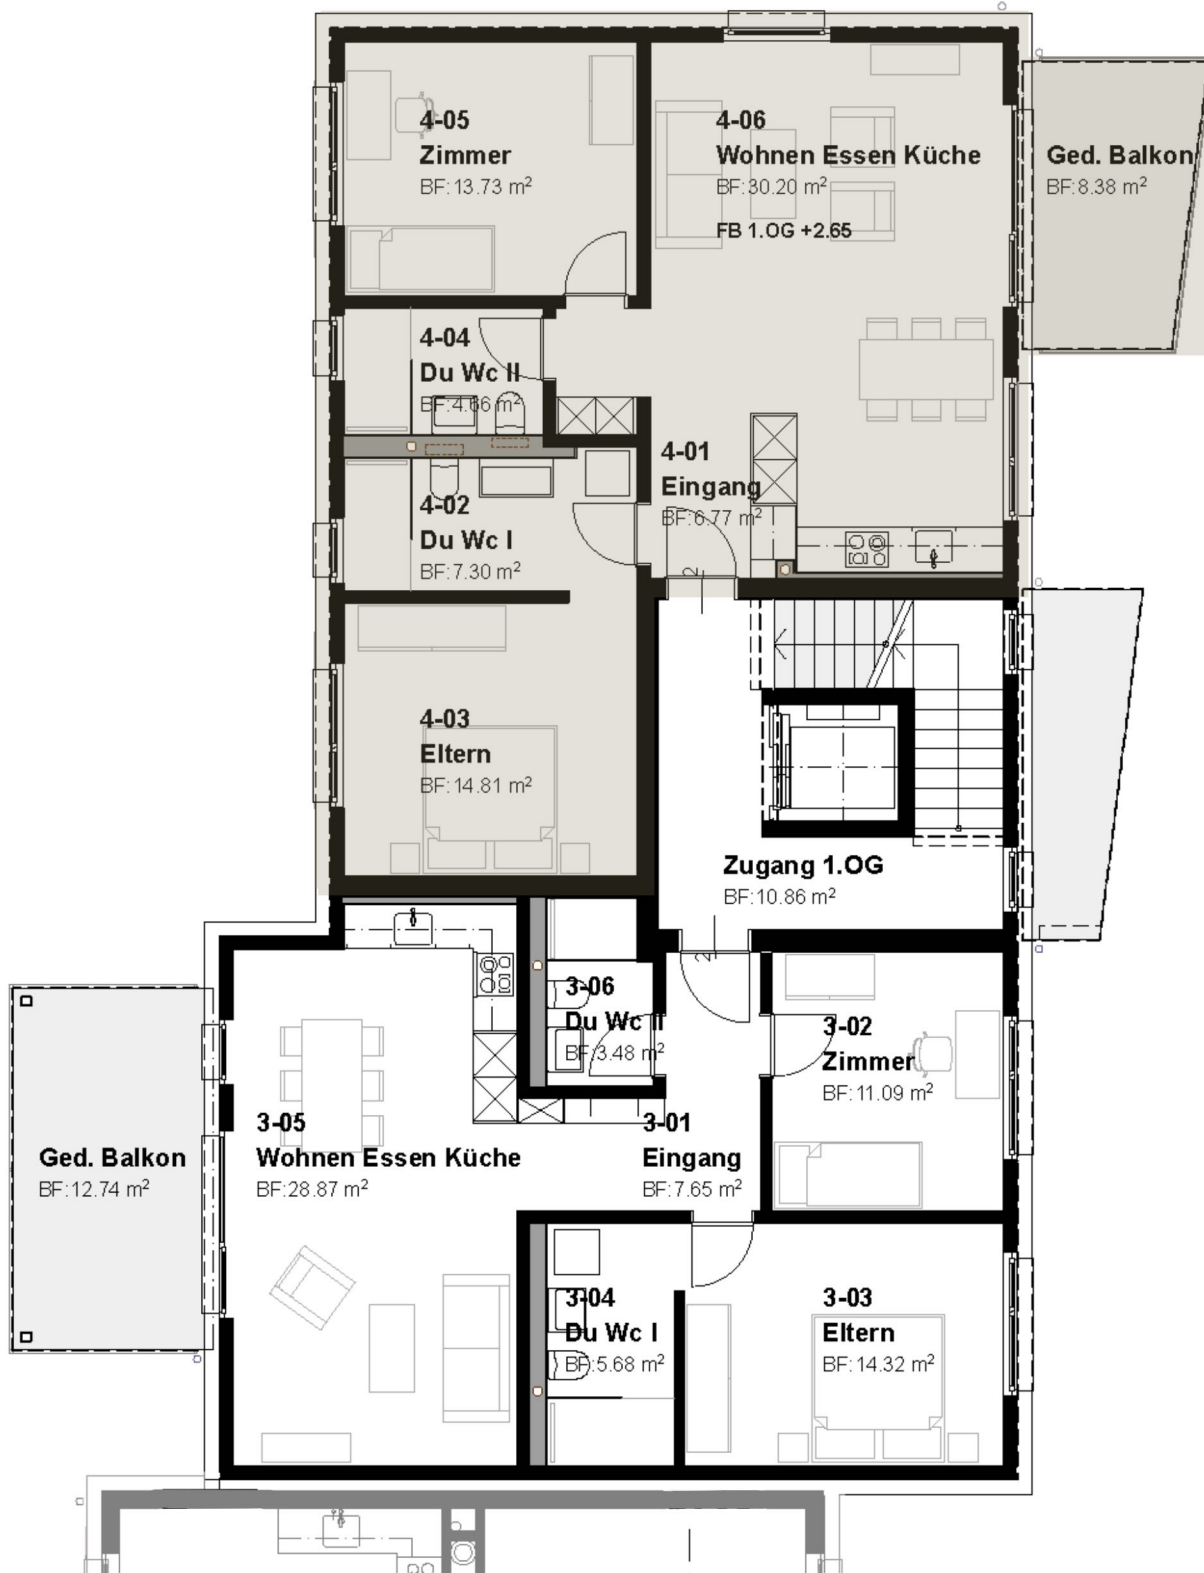 4-05
Zimmer
BF:13.73 m²
4-06
Wohnen Essen Küche
BF:30.20 m²
FB 1.OG +2.65
Ged. Balkon
BF:8.38 m²
4-04
Du Wc II
BF:4.66 m²
4-01
Eingang
BF:6.77 m²
4-02
Du Wc I
BF:7.30 m²
2
4-03
Eltern
BF:14.81 m²
Zugang 1.OG
BF:10.86 m²
2
3-06
Du Wc II
BF:3.48 m²
3-02
Zimmer
BF:11.09 m²
Ged. Balkon
BF:12.74 m²
3-05
Wohnen Essen Küche
BF:28.87 m²
3-01
Eingang
BF:7.65 m²
3-04
Du Wc I
BF:5.68 m²
3-03
Eltern
BF:14.32 m²